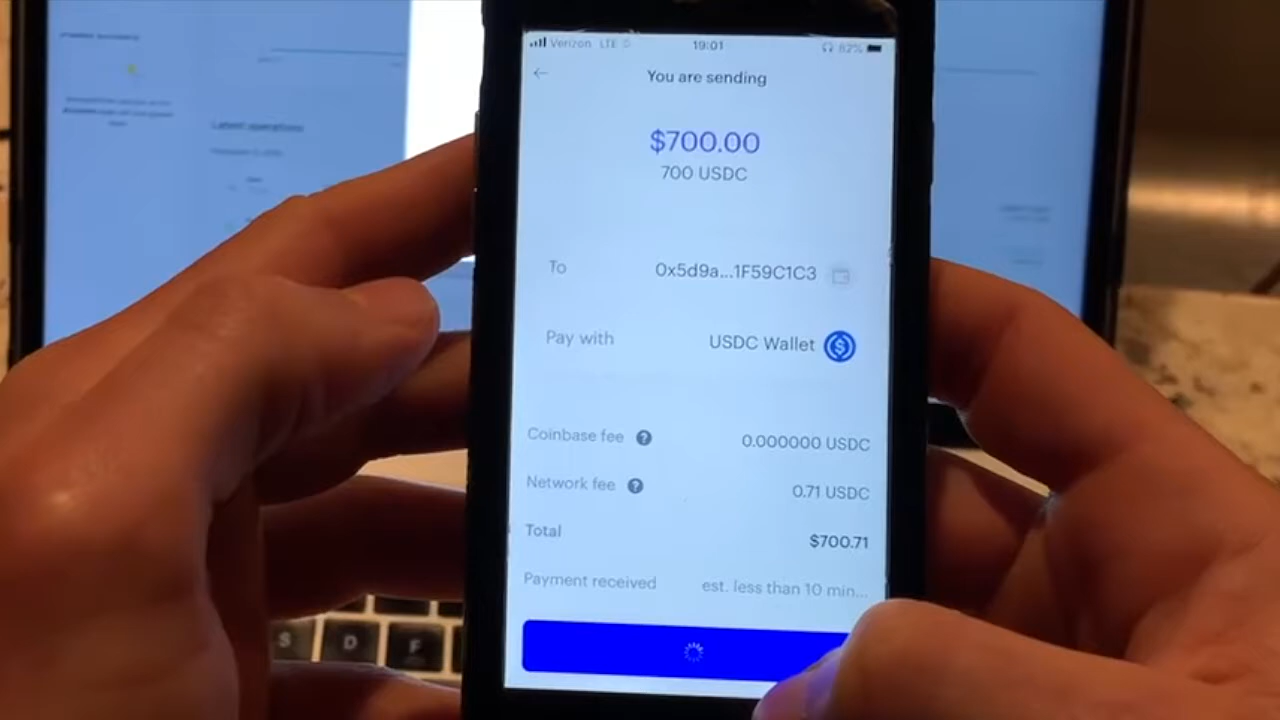 Verizon LTE 19:01 82%
You are sending
$700.00
700 USDC
To 0x5d9a...1F59C1C3
Pay with USDC Wallet
Coinbase fee ? 0.000000 USDC
Network fee ? 0.71 USDC
Total $700.71
Payment received est. less than 10 min...
Latest operations
S D F